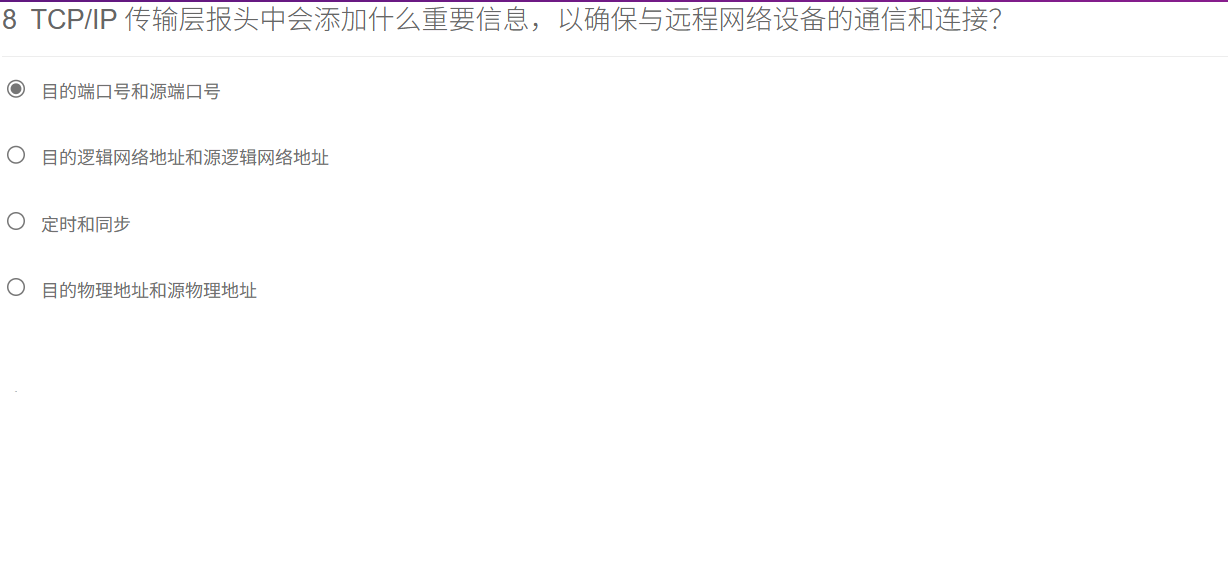 8 TCP/IP 传输层报头中会添加什么重要信息，以确保与远程网络设备的通信和连接?
目的端口号和源端口号
目的逻辑网络地址和源逻辑网络地址
定时和同步
目的物理地址和源物理地址